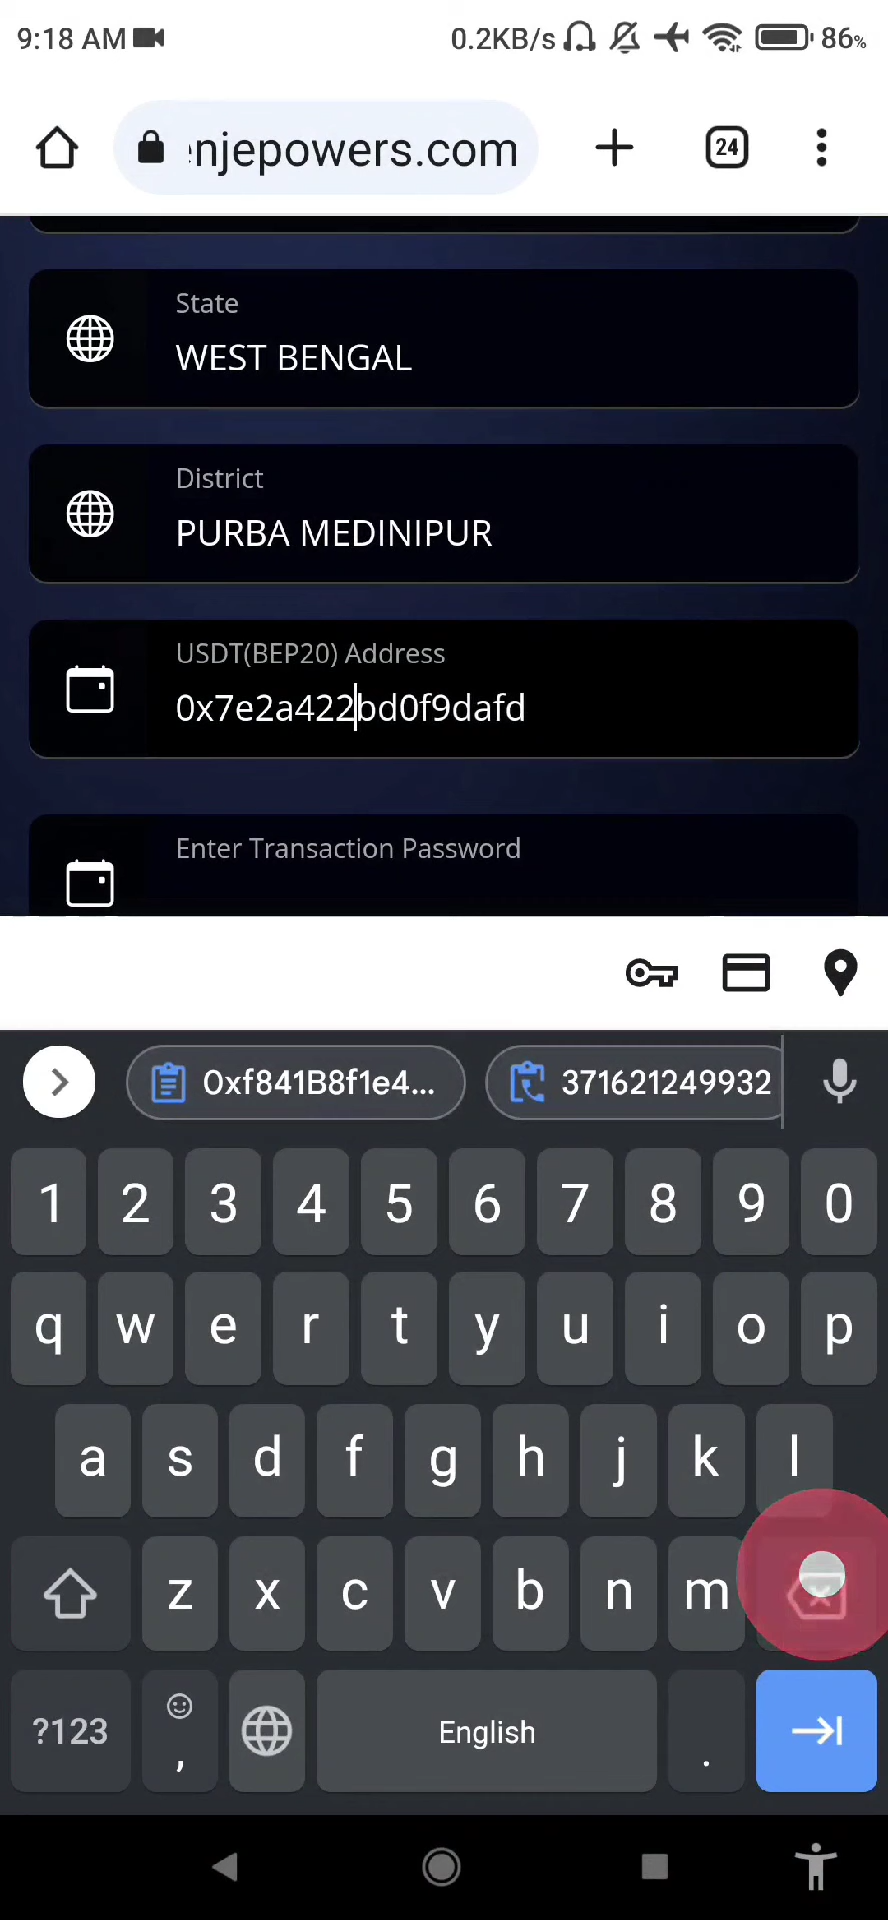 9:18 AM 0.2KB/s 86%
enjepowers.com 24
State
WEST BENGAL
District
PURBA MEDINIPUR
USDT(BEP20) Address
0x7e2a422bd0f9dafd
Enter Transaction Password
0xf841B8f1e4... 371621249932
1 2 3 4 5 6 7 8 9 0
q w e r t y u i o p
a s d f g h j k l
z x c v b n m
?123 , English .